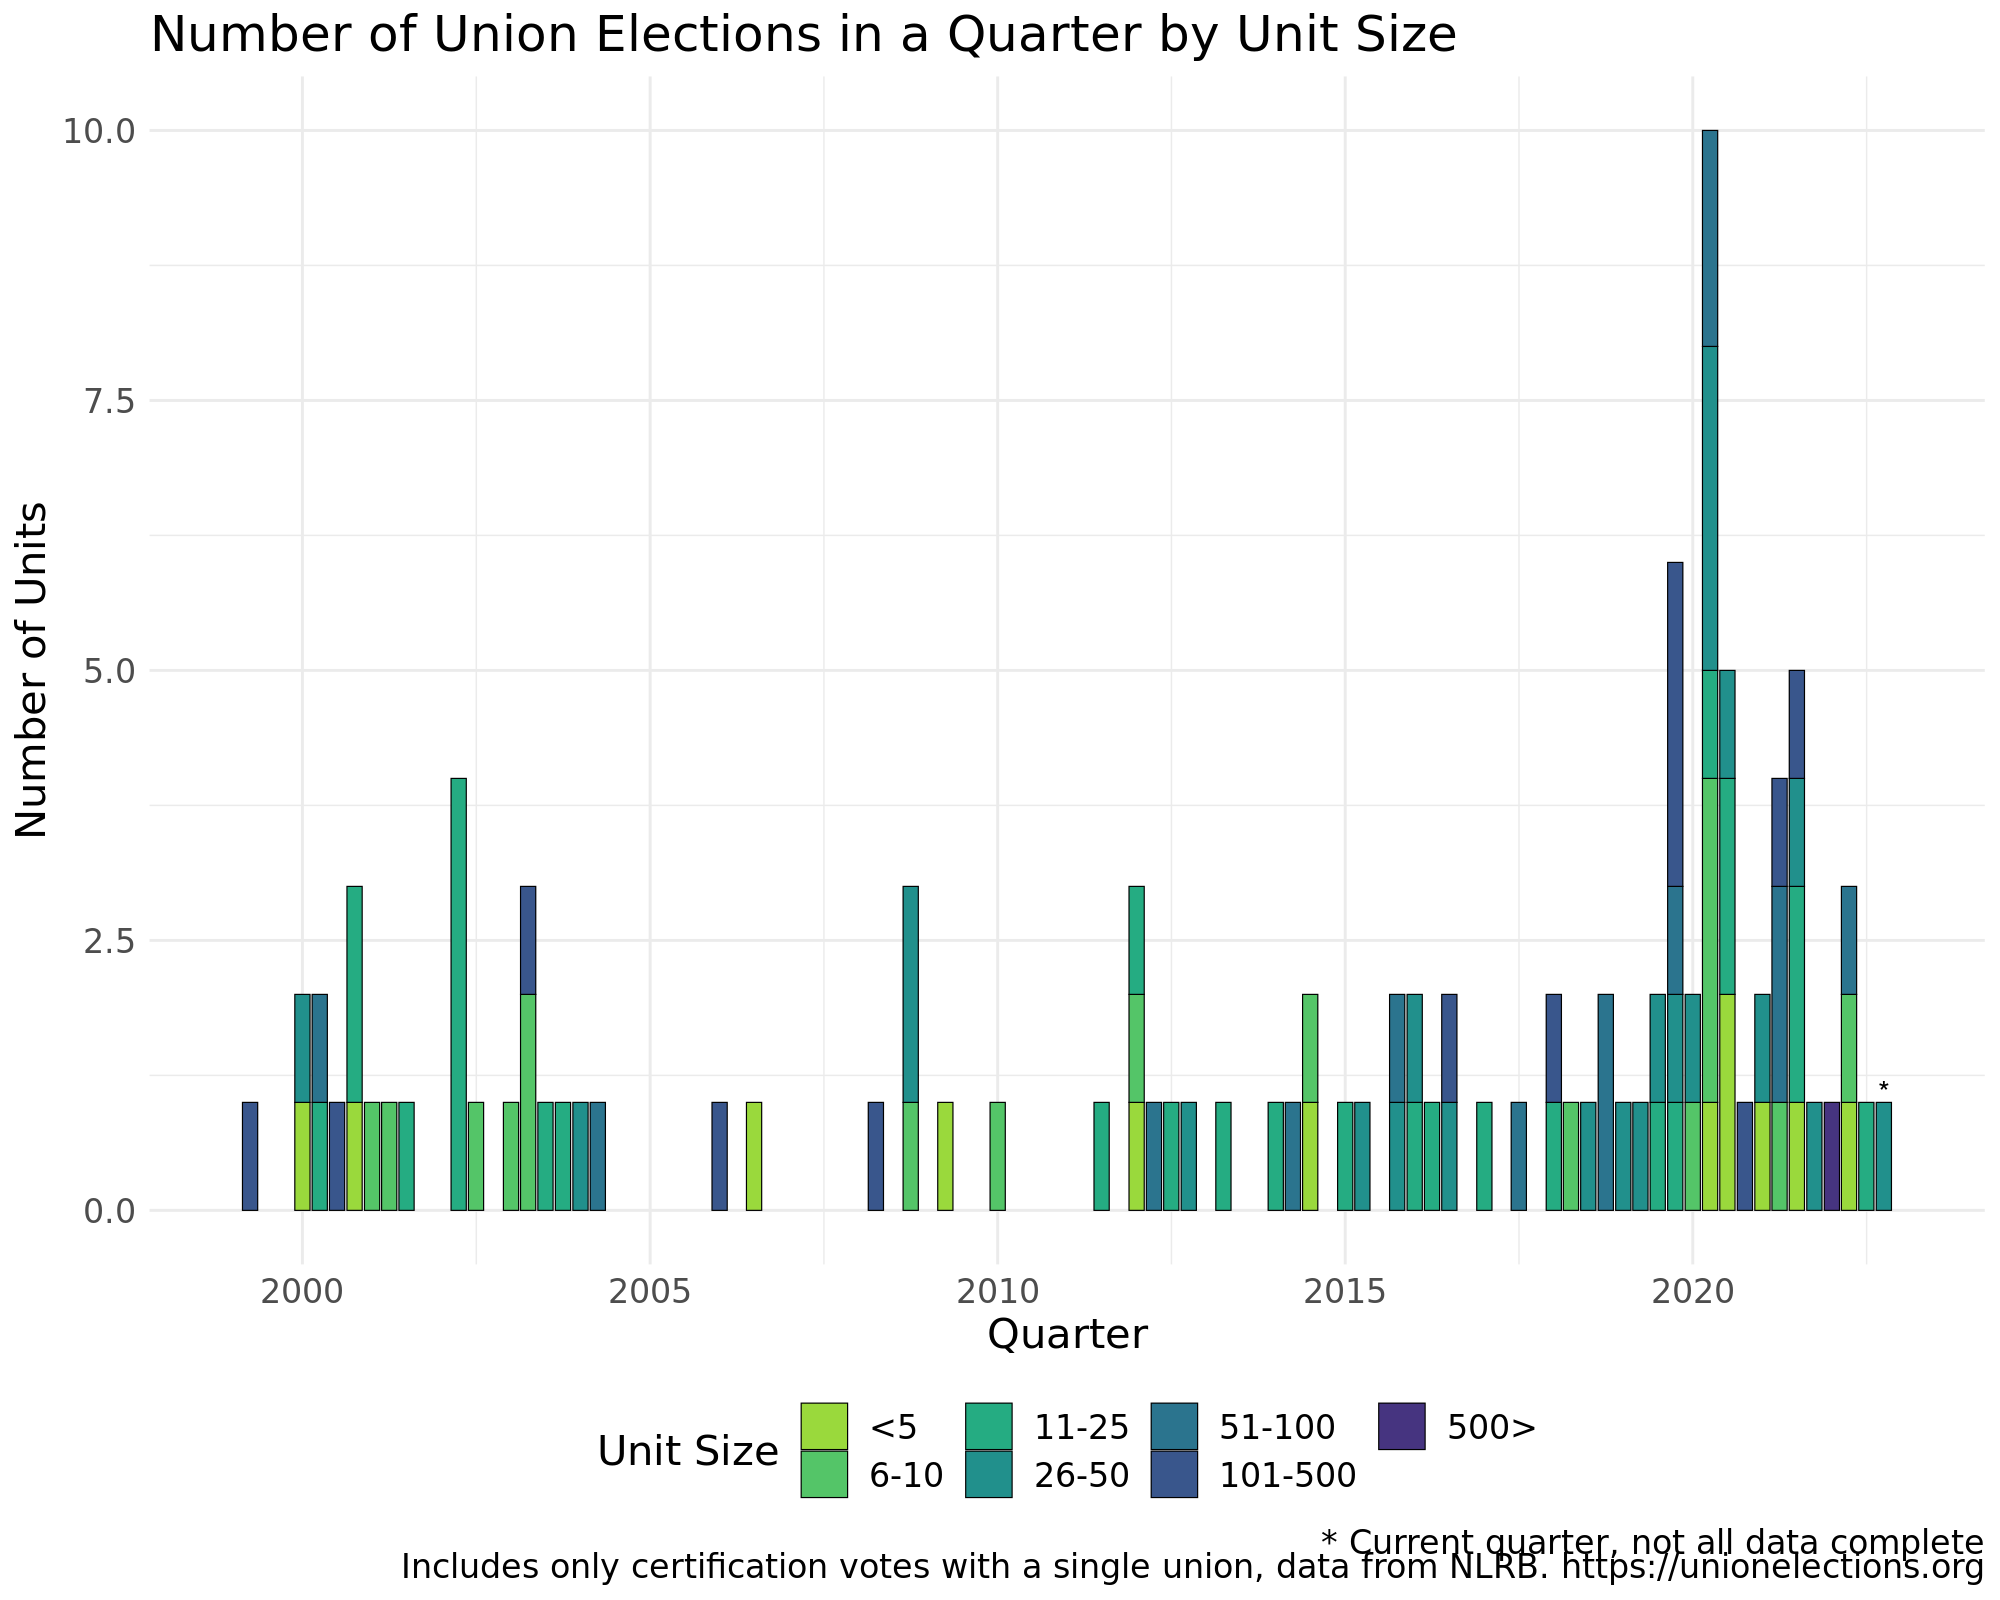 Number of Union Elections in a Quarter by Unit Size
Number of Units
10.0
7.5
5.0
2.5
0.0
*
2000 2005 2010 2015 2020
Quarter
Unit Size
<5 11-25 51-100 500>
6-10 26-50 101-500
* Current quarter, not all data complete
Includes only certification votes with a single union, data from NLRB. https://unionelections.org